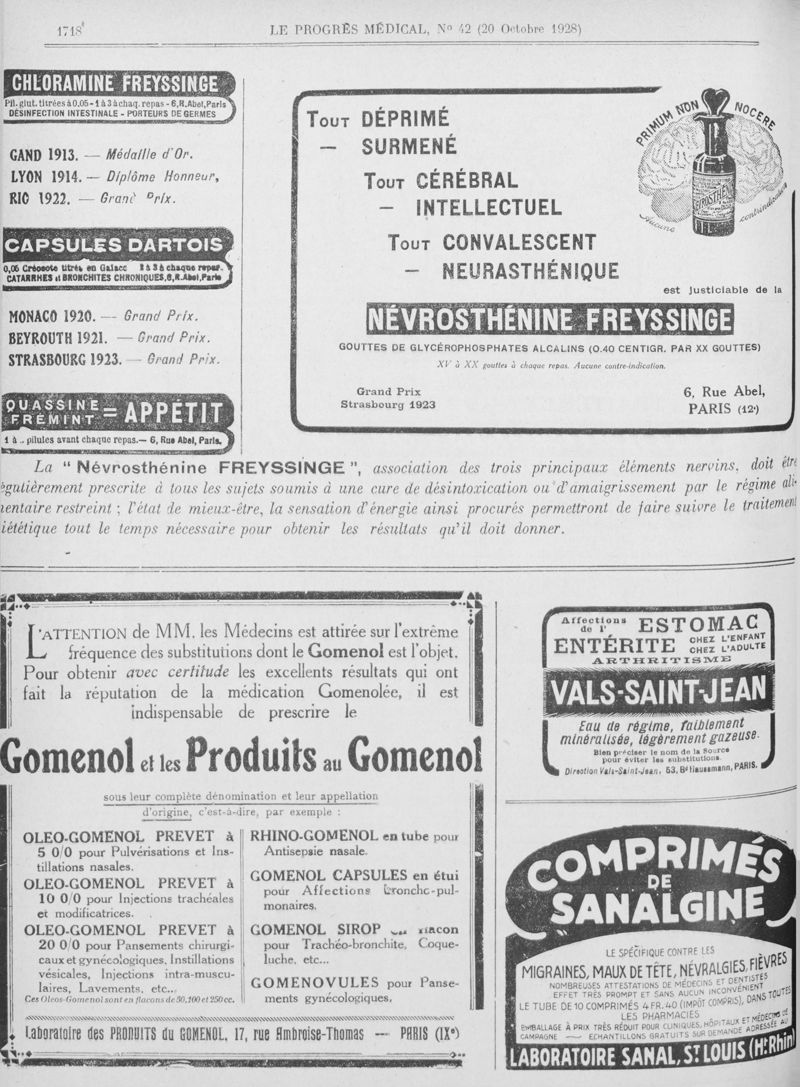 1718
LE PROGRÈS MÉDICAL, No 42 (20 Octobre 1928)
CHLORAMINE FREYSSINGE
Pil. glut. titrées à 0,05 - 1 à 3 à chaq. repas - 6, R. Abel, Paris
DÉSINFECTION INTESTINALE - PORTEURS DE GERMES
GAND 1913. — Médaille d'Or.
LYON 1914. — Diplôme Honneur,
RIO 1922. — Grand Prix.
CAPSULES DARTOIS
0,05 Créosote titrée en Gaïacol 2 à 3 à chaque repas.
CATARRHES et BRONCHITES CHRONIQUES, 6, R. Abel, Paris
MONACO 1920. — Grand Prix.
BEYROUTH 1921. — Grand Prix.
STRASBOURG 1923. — Grand Prix.
QUASSINE
FRÉMINT
= APPÉTIT
1 à pilules avant chaque repas. — 6, Rue Abel, Paris.
TOUT DÉPRIMÉ
— SURMENÉ
TOUT CÉRÉBRAL
— INTELLECTUEL
TOUT CONVALESCENT
— NEURASTHÉNIQUE
PRIMUM NON NOCERE
NÉVROSTHÉNINE
Aucune contrindication
est justiciable de la
NÉVROSTHÉNINE FREYSSINGE
GOUTTES DE GLYCÉROPHOSPHATES ALCALINS (0.40 CENTIGR. PAR XX GOUTTES)
XV à XX gouttes à chaque repas. Aucune contre-indication.
Grand Prix
Strasbourg 1923
6, Rue Abel,
PARIS (12e)
La " Névrosthénine FREYSSINGE ", association des trois principaux éléments nervins, doit être
égulièrement prescrite à tous les sujets soumis à une cure de désintoxication ou d'amaigrissement par le régime ali-
mentaire restreint ; l'état de mieux-être, la sensation d'énergie ainsi procurés permettront de faire suivre le traitement
iététique tout le temps nécessaire pour obtenir les résultats qu'il doit donner.
L'ATTENTION de MM. les Médecins est attirée sur l'extrême
fréquence des substitutions dont le Gomenol est l'objet.
Pour obtenir avec certitude les excellents résultats qui ont
fait la réputation de la médication Gomenolée, il est
indispensable de prescrire le
Gomenol et les Produits au Gomenol
sous leur complète dénomination et leur appellation
d'origine, c'est-à-dire, par exemple :
OLEO-GOMENOL PREVET à
5 0/0 pour Pulvérisations et Ins-
tillations nasales.
OLEO-GOMENOL PREVET à
10 0/0 pour Injections trachéales
et modificatrices.
OLEO-GOMENOL PREVET à
20 0/0 pour Pansements chirurgi-
caux et gynécologiques, Instillations
vésicales, Injections intra-muscu-
laires, Lavements, etc...
Ces Oleos-Gomenol sont en flacons de 50, 100 et 250 cc.
RHINO-GOMENOL en tube pour
Antisepsie nasale.
GOMENOL CAPSULES en étui
pour Affections broncho-pul-
monaires.
GOMENOL SIROP en flacon
pour Trachéo-bronchite, Coque-
luche, etc...
GOMENOVULES pour Panse-
ments gynécologiques.
Laboratoire des PRODUITS du GOMENOL, 17, rue Ambroise-Thomas — PARIS (IXe)
Affections de l' ESTOMAC
ENTÉRITE CHEZ L'ENFANT
CHEZ L'ADULTE
ARTHRITISME
VALS-SAINT-JEAN
Eau de régime, faiblement
minéralisée, légèrement gazeuse.
Bien préciser le nom de la Source
pour éviter les substitutions.
Direction Vals-Saint-Jean, 53, Bd Haussmann, PARIS.
COMPRIMÉS
DE
SANALGINE
LE SPÉCIFIQUE CONTRE LES
MIGRAINES, MAUX DE TÊTE, NÉVRALGIES, FIÈVRES
NOMBREUSES ATTESTATIONS DE MÉDECINS ET DENTISTES
EFFET TRÈS PROMPT ET SANS AUCUN INCONVÉNIENT
LE TUBE DE 10 COMPRIMÉS 4 FR. 40 (IMPÔT COMPRIS), DANS TOUTES
LES PHARMACIES
EMBALLAGE À PRIX TRÈS RÉDUIT POUR CLINIQUES, HÔPITAUX ET MÉDECINS DE
CAMPAGNE — ÉCHANTILLONS GRATUITS SUR DEMANDE ADRESSÉE AU
LABORATOIRE SANAL, ST LOUIS (Ht Rhin)